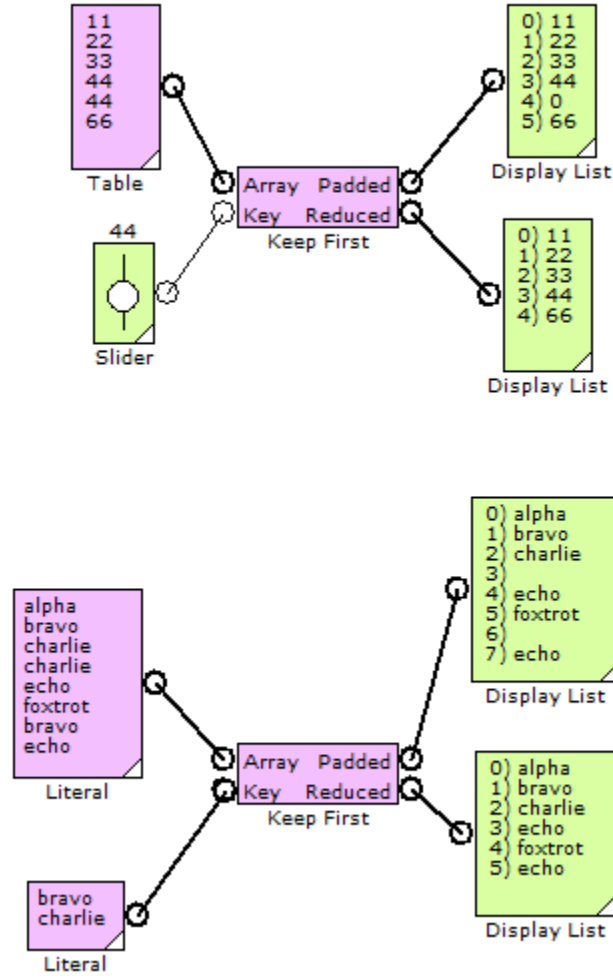 11
22
33
44
44
66
Table
0) 11
1) 22
2) 33
3) 44
4) 0
5) 66
Display List
Array Padded
Key Reduced
Keep First
44
Slider
0) 11
1) 22
2) 33
3) 44
4) 66
Display List
alpha
bravo
charlie
charlie
echo
foxtrot
bravo
echo
Literal
0) alpha
1) bravo
2) charlie
3)
4) echo
5) foxtrot
6)
7) echo
Display List
Array Padded
Key Reduced
Keep First
bravo
charlie
Literal
0) alpha
1) bravo
2) charlie
3) echo
4) foxtrot
5) echo
Display List